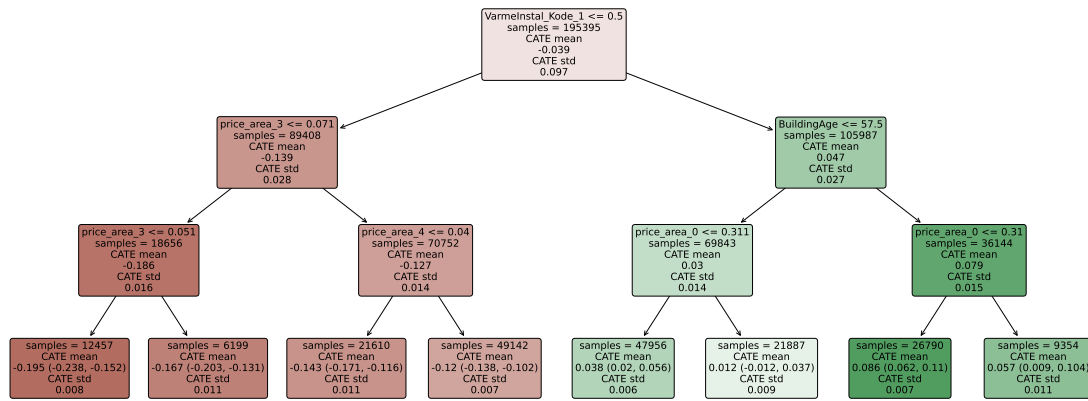 VarmeInstal_Kode_1 <= 0.5
samples = 195395
CATE mean
-0.039
CATE std
0.097
price_area_3 <= 0.071
samples = 89408
CATE mean
-0.139
CATE std
0.028
BuildingAge <= 57.5
samples = 105987
CATE mean
0.047
CATE std
0.027
price_area_3 <= 0.051
samples = 18656
CATE mean
-0.186
CATE std
0.016
price_area_4 <= 0.04
samples = 70752
CATE mean
-0.127
CATE std
0.014
price_area_0 <= 0.311
samples = 69843
CATE mean
0.03
CATE std
0.014
price_area_0 <= 0.31
samples = 36144
CATE mean
0.079
CATE std
0.015
samples = 12457
CATE mean
-0.195 (-0.238, -0.152)
CATE std
0.008
samples = 6199
CATE mean
-0.167 (-0.203, -0.131)
CATE std
0.011
samples = 21610
CATE mean
-0.143 (-0.171, -0.116)
CATE std
0.011
samples = 49142
CATE mean
-0.12 (-0.138, -0.102)
CATE std
0.007
samples = 47956
CATE mean
0.038 (0.02, 0.056)
CATE std
0.006
samples = 21887
CATE mean
0.012 (-0.012, 0.037)
CATE std
0.009
samples = 26790
CATE mean
0.086 (0.062, 0.11)
CATE std
0.007
samples = 9354
CATE mean
0.057 (0.009, 0.104)
CATE std
0.011